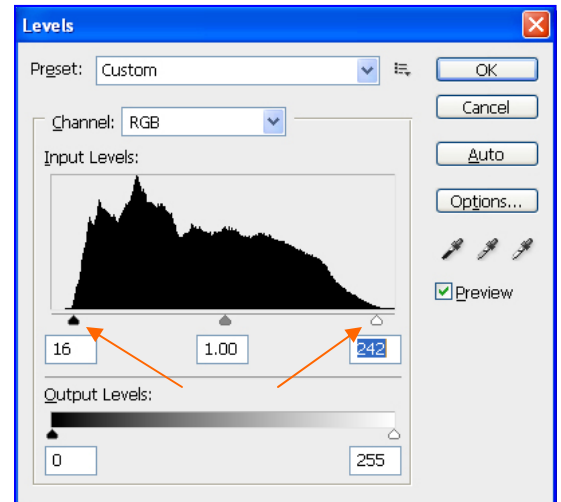 Levels
Preset: Custom
OK
Cancel
Channel: RGB
Input Levels:
Auto
Options...
Preview
16 1.00 242
Output Levels:
0 255